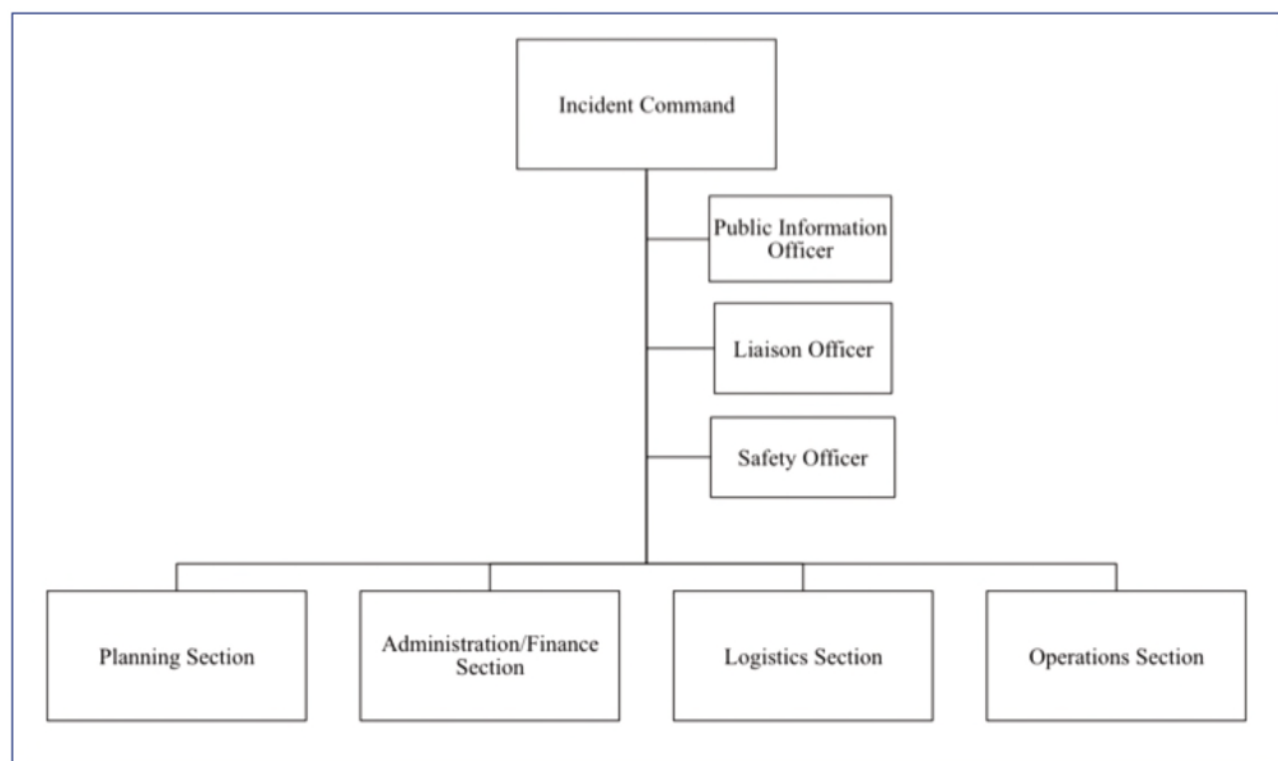 Incident Command
Public Information
Officer
Liaison Officer
Safety Officer
Planning Section
Administration/Finance
Section
Logistics Section
Operations Section